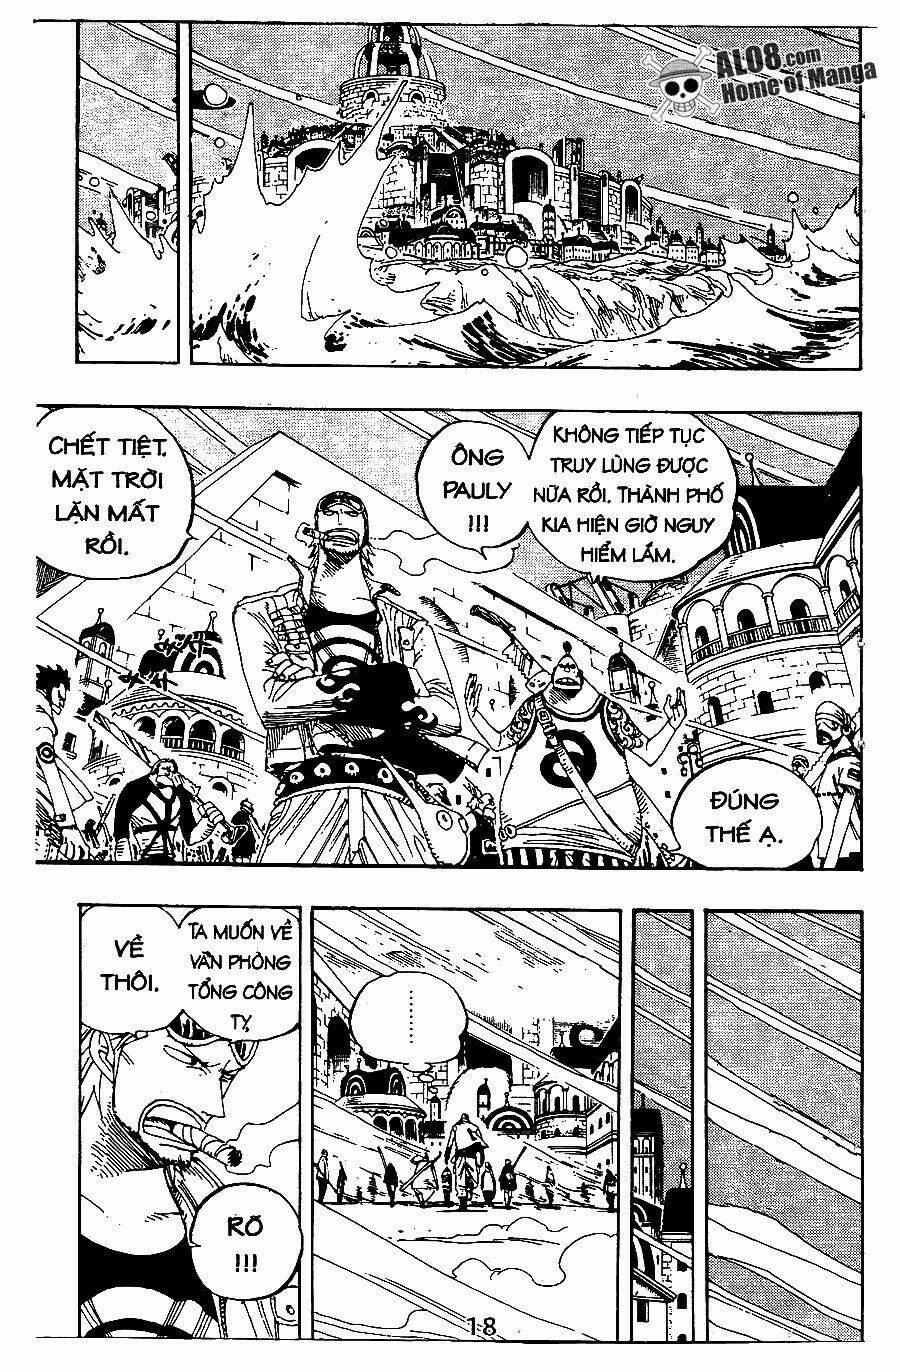 ALO8.com
Home of Manga
KHÔNG TIẾP TỤC
TRUY LÙNG ĐƯỢC
NỮA RỒI. THÀNH PHỐ
KIA HIỆN GIỜ NGUY
HIỂM LẮM.
ÔNG
PAULY
!!!
CHẾT TIỆT.
MẶT TRỜI
LẶN MẤT
RỒI.
ĐÚNG
THẾ Ạ.
..........
TA MUỐN VỀ
VĂN PHÒNG
TỔNG CÔNG
TY.
VỀ
THÔI.
RÕ
!!!
18